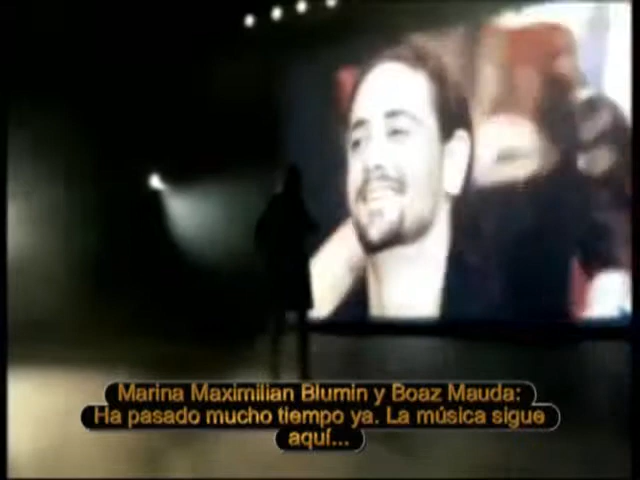 Marina Maximilian Blumin y Boaz Mauda:
Ha pasado mucho tiempo ya. La música sigue
aquí...